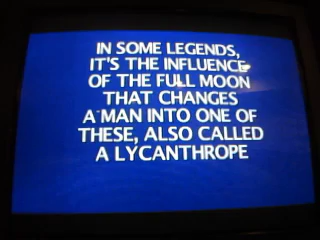 IN SOME LEGENDS,
IT'S THE INFLUENCE
OF THE FULL MOON
THAT CHANGES
A MAN INTO ONE OF
THESE, ALSO CALLED
A LYCANTHROPE